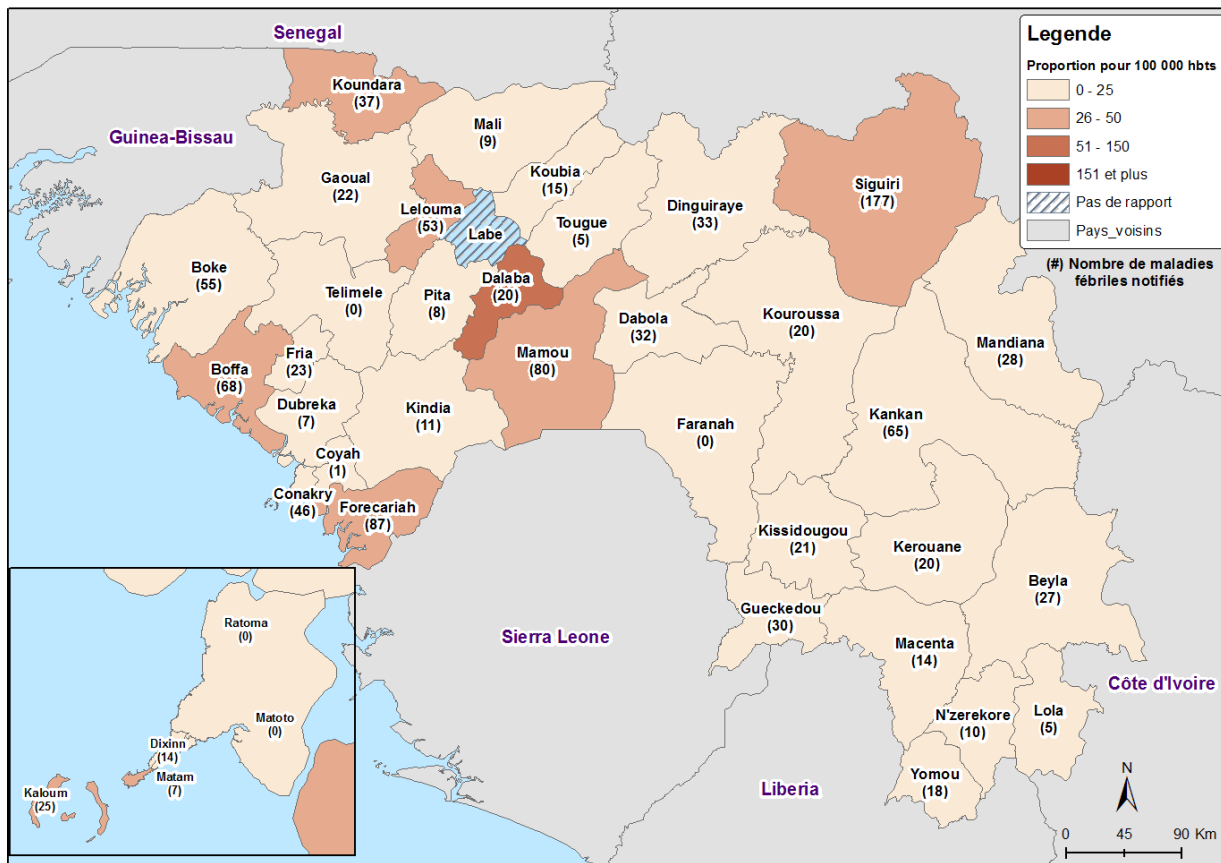 Senegal
Guinea-Bissau
Koundara
(37)
Mali
(9)
Koubia
(15)
Gaoual
(22)
Lelouma
(53)
Labe
Tougue
(5)
Dinguiraye
(33)
Siguiri
(177)
Boke
(55)
Telimele
(0)
Pita
(8)
Dalaba
(20)
Dabola
(32)
Kouroussa
(20)
Mandiana
(28)
Boffa
(68)
Fria
(23)
Mamou
(80)
Dubreka
(7)
Kindia
(11)
Faranah
(0)
Kankan
(65)
Coyah
(1)
Conakry
(46)
Forecariah
(87)
Kissidougou
(21)
Kerouane
(20)
Beyla
(27)
Gueckedou
(30)
Macenta
(14)
Sierra Leone
Côte d'Ivoire
N'zerekore
(10)
Lola
(5)
Yomou
(18)
Liberia
Ratoma
(0)
Matoto
(0)
Dixinn
(14)
Matam
(7)
Kaloum
(25)
Legende
Proportion pour 100 000 hbts
0 - 25
26 - 50
51 - 150
151 et plus
Pas de rapport
Pays_voisins
(#) Nombre de maladies
fébriles notifiés
N
0 45 90 Km